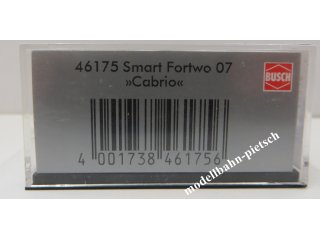 46175 Smart Fortwo 07
»Cabrio«
BUSCH
4 001738 461756
modellbahn-pietsch